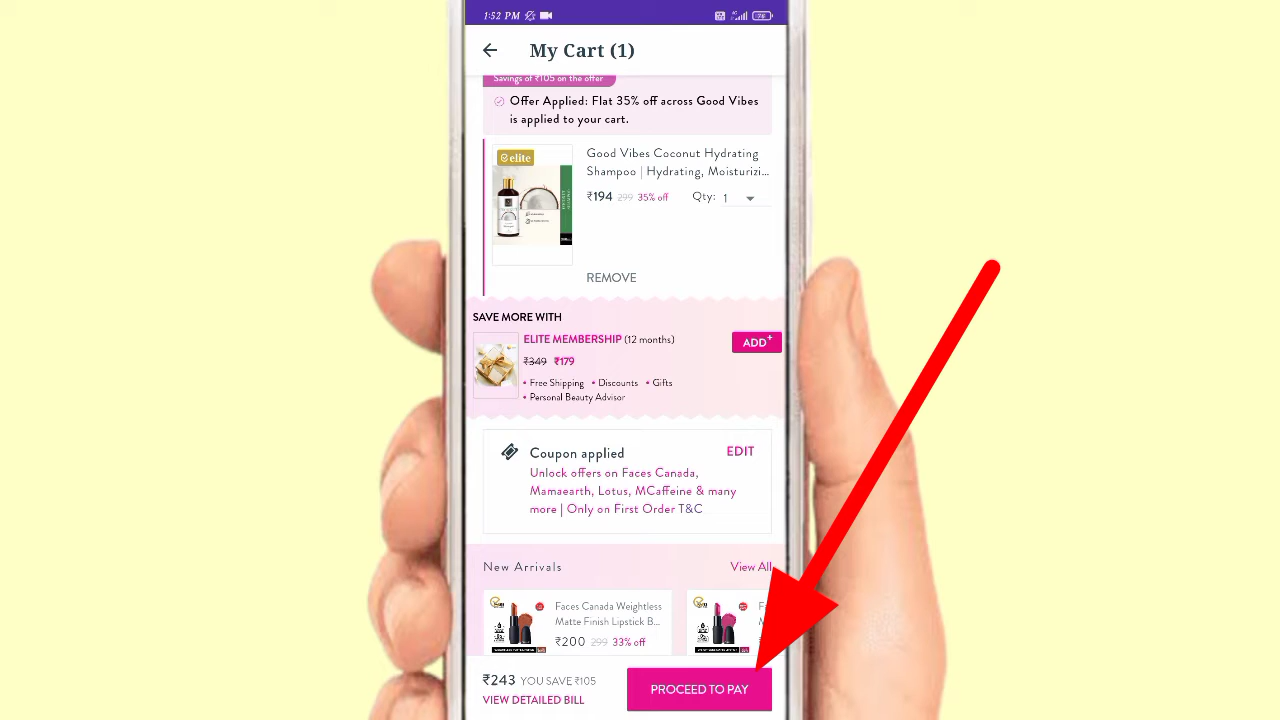 1:52 PM
My Cart (1)
Savings of ₹105 on the offer
Offer Applied: Flat 35% off across Good Vibes
is applied to your cart.
elite
Good Vibes Coconut Hydrating
Shampoo | Hydrating, Moisturizi...
₹194 299 35% off Qty: 1
REMOVE
SAVE MORE WITH
ELITE MEMBERSHIP (12 months)
ADD+
₹349 ₹179
• Free Shipping • Discounts • Gifts
• Personal Beauty Advisor
Coupon applied
EDIT
Unlock offers on Faces Canada,
Mamaearth, Lotus, MCaffeine & many
more | Only on First Order T&C
New Arrivals
View All
Faces Canada Weightless
Matte Finish Lipstick B...
₹200 299 33% off
₹243 YOU SAVE ₹105
VIEW DETAILED BILL
PROCEED TO PAY